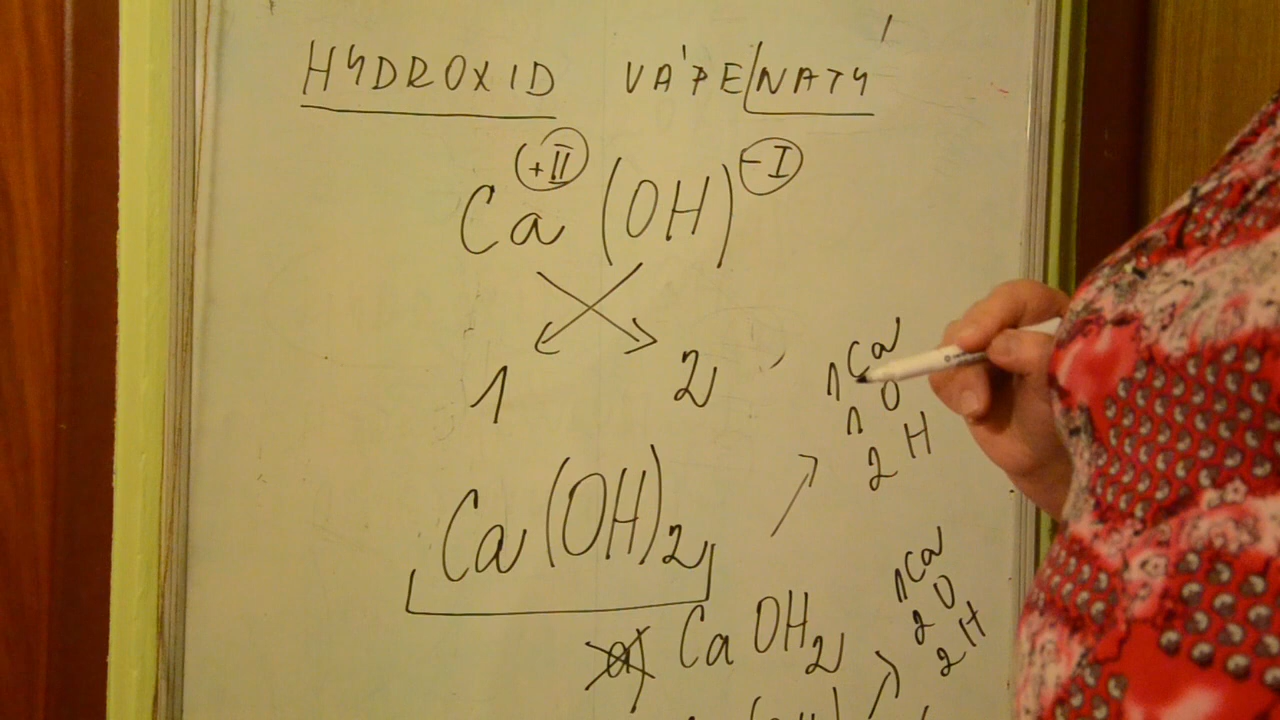 HYDROXID VÁPENATÝ
+II -I
Ca (OH)
1 2
1 Ca
1 O
2 H
Ca(OH)2
1 Ca
2 O
2 H
a) CaOH2